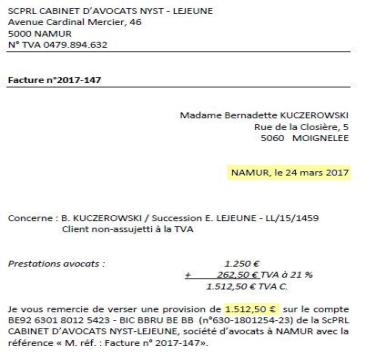 SCPRL CABINET D'AVOCATS NYST - LEJEUNE
Avenue Cardinal Mercier, 46
5000 NAMUR
N° TVA 0479.894.632
Facture n°2017-147
Madame Bernadette KUCZEROWSKI
Rue de la Closière, 5
5060 MOIGNELEE
NAMUR, le 24 mars 2017
Concerne : B. KUCZEROWSKI / Succession E. LEJEUNE - LL/15/1459
Client non-assujetti à la TVA
Prestations avocats : 1.250 €
+ 262,50 € TVA à 21 %
1.512,50 € TVA C.
Je vous remercie de verser une provision de 1.512,50 € sur le compte
BE92 6301 8012 5423 - BIC BBRU BE BB (n°630-1801254-23) de la ScPRL
CABINET D'AVOCATS NYST-LEJEUNE, société d'avocats à NAMUR avec la
référence « M. réf. : Facture n° 2017-147».